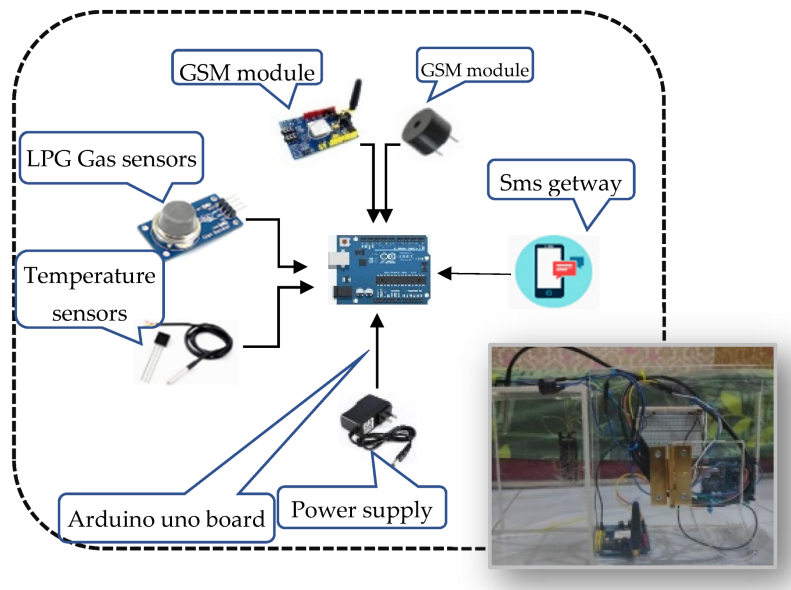 GSM module
GSM module
LPG Gas sensors
Sms getway
Temperature
sensors
Arduino uno board
Power supply